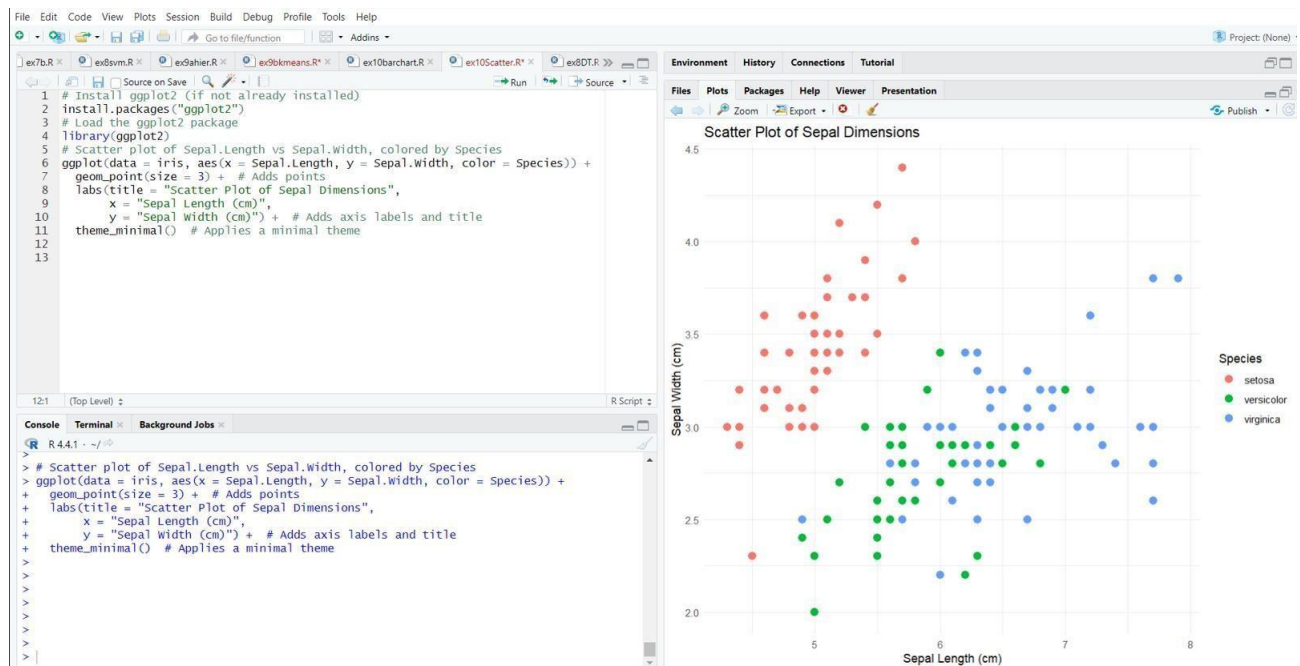 File Edit Code View Plots Session Build Debug Profile Tools Help
Go to file/function Addins
Project: (None)
ex7b.R ex8svm.R ex9ahier.R ex9bkmeans.R* ex10barchart.R ex10Scatter.R* ex8DT.R
Source on Save Run Source
1 # Install ggplot2 (if not already installed)
2 install.packages("ggplot2")
3 # Load the ggplot2 package
4 library(ggplot2)
5 # Scatter plot of Sepal.Length vs Sepal.Width, colored by Species
6 ggplot(data = iris, aes(x = Sepal.Length, y = Sepal.Width, color = Species)) +
7 geom_point(size = 3) + # Adds points
8 labs(title = "Scatter Plot of Sepal Dimensions",
9 x = "Sepal Length (cm)",
10 y = "Sepal Width (cm)") + # Adds axis labels and title
11 theme_minimal() # Applies a minimal theme
12
13
12:1 (Top Level) R Script
Console Terminal Background Jobs
R R 4.4.1 · ~/
>
> # Scatter plot of Sepal.Length vs Sepal.Width, colored by Species
> ggplot(data = iris, aes(x = Sepal.Length, y = Sepal.Width, color = Species)) +
+ geom_point(size = 3) + # Adds points
+ labs(title = "Scatter Plot of Sepal Dimensions",
+ x = "Sepal Length (cm)",
+ y = "Sepal Width (cm)") + # Adds axis labels and title
+ theme_minimal() # Applies a minimal theme
>
>
>
>
>
>
>
>
Environment History Connections Tutorial
Files Plots Packages Help Viewer Presentation
Zoom Export Publish
Scatter Plot of Sepal Dimensions
4.5
4.0
3.5
3.0
2.5
2.0
Sepal Width (cm)
5 6 7 8
Sepal Length (cm)
Species
setosa
versicolor
virginica